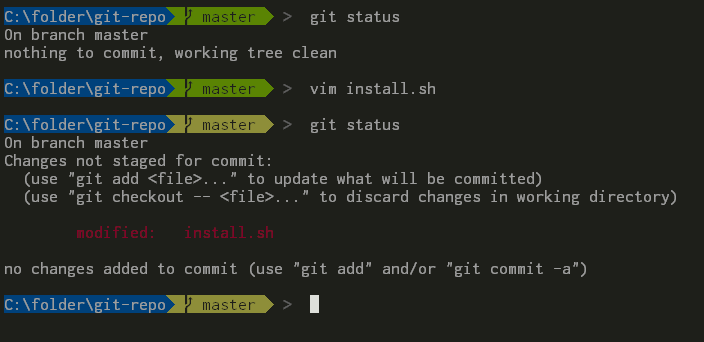 C:\folder\git-repo master > git status
On branch master
nothing to commit, working tree clean
C:\folder\git-repo master > vim install.sh
C:\folder\git-repo master > git status
On branch master
Changes not staged for commit:
(use "git add <file>..." to update what will be committed)
(use "git checkout -- <file>..." to discard changes in working directory)
modified: install.sh
no changes added to commit (use "git add" and/or "git commit -a")
C:\folder\git-repo master >